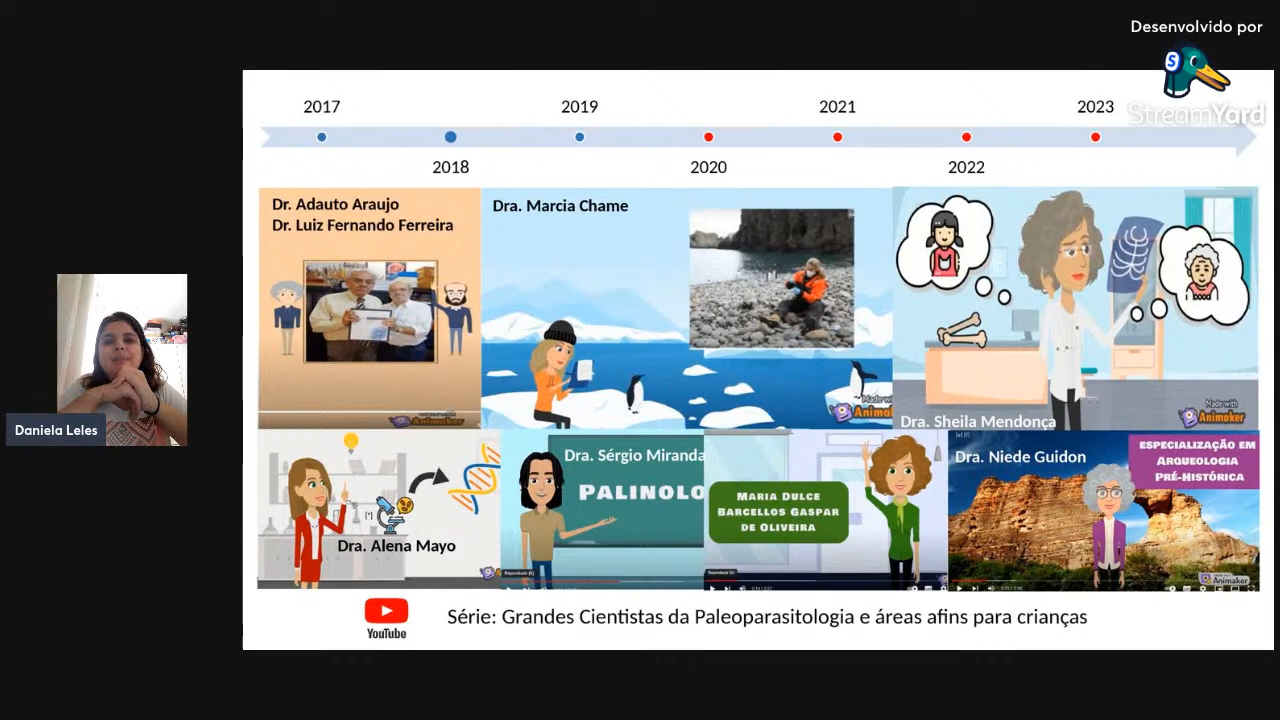 Desenvolvido por
StreamYard
2017
2019
2021
2023
2018
2020
2022
Dr. Adauto Araujo
Dr. Luiz Fernando Ferreira
Dra. Marcia Chame
Made with
Animaker
Dra. Sheila Mendonça
Made with
Animaker
Animaker
Dra. Alena Mayo
Dra. Sérgio Miranda
PALINOLO
MARIA DULCE
BARCELLOS GASPAR
DE OLIVEIRA
Dra. Niede Guidon
ESPECIALIZAÇÃO EM
ARQUEOLOGIA
PRÉ-HISTÓRICA
Animaker
Daniela Leles
YouTube
Série: Grandes Cientistas da Paleoparasitologia e áreas afins para crianças